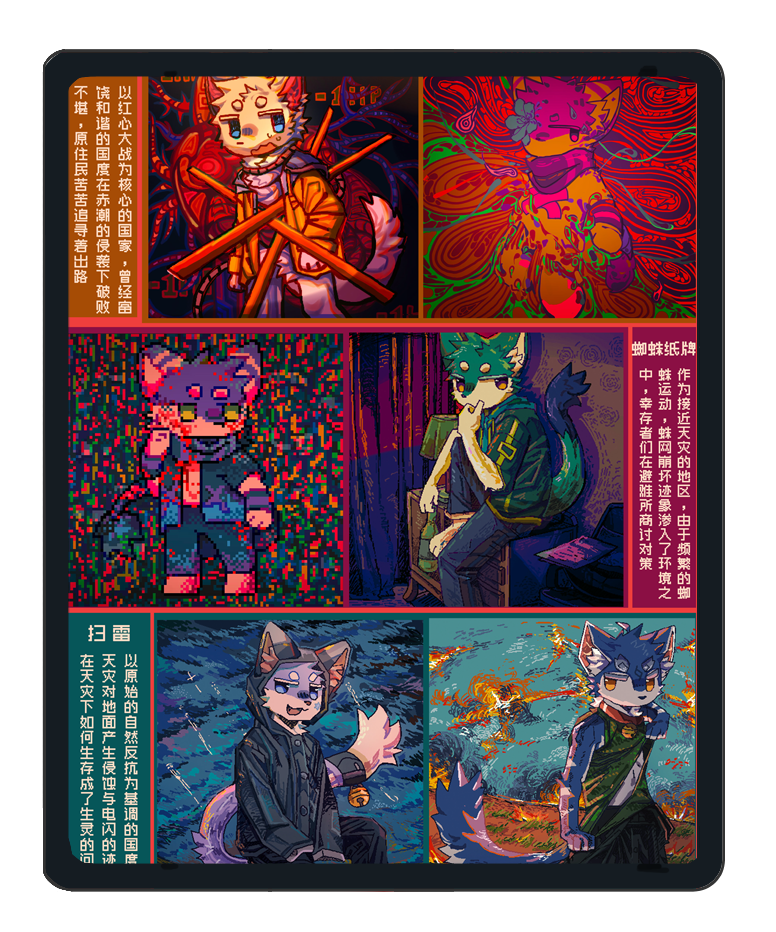 以红心大战为核心的国家，曾经富
饶和谐的国度在赤潮的侵袭下破败
不堪，原住民苦苦追寻着出路
蜘蛛纸牌
作为接近天灾的地区，由于频繁的蜘
蛛运动，蛛网崩坏迹象渗入了环境之
中，幸存者们在避难所商讨对策
扫雷
以原始的自然反抗为基调的国度
天灾对地面产生侵蚀与电闪的迹
在天灾下如何生存成了生灵的问